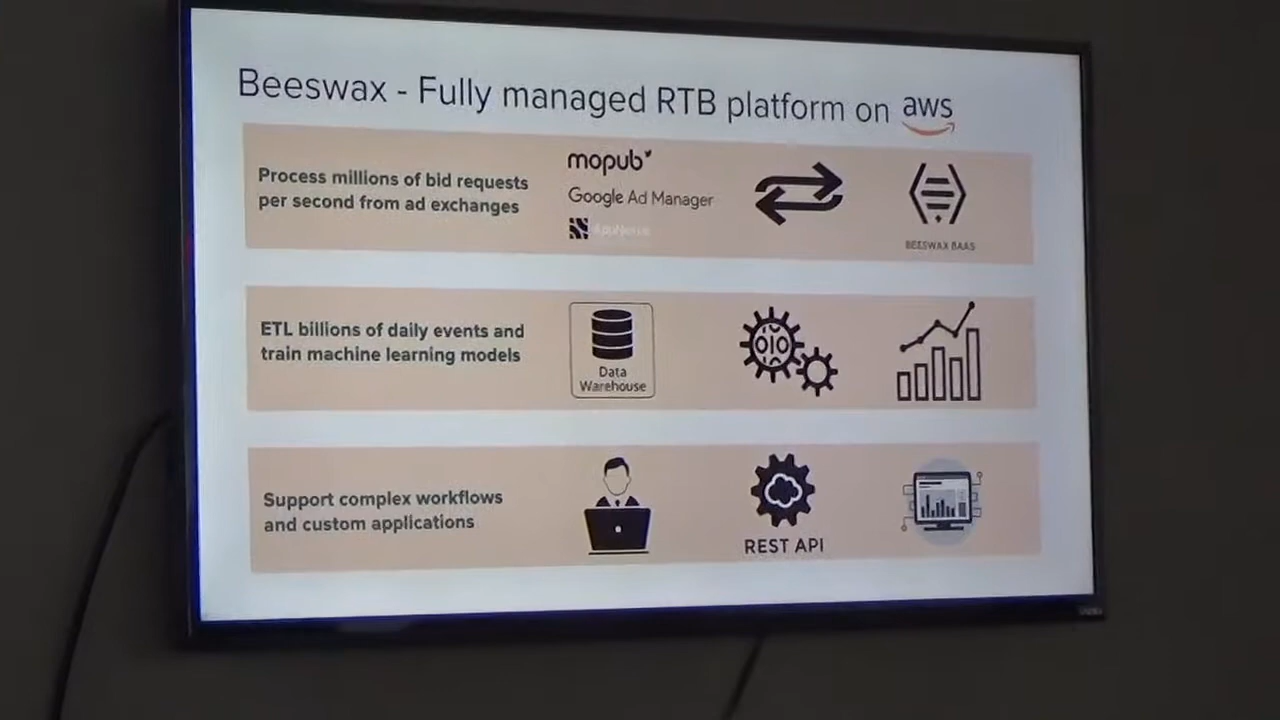 Beeswax - Fully managed RTB platform on aws
Process millions of bid requests
per second from ad exchanges
mopub
Google Ad Manager
AppNexus
BEESWAX BAAS
ETL billions of daily events and
train machine learning models
Data
Warehouse
Support complex workflows
and custom applications
REST API